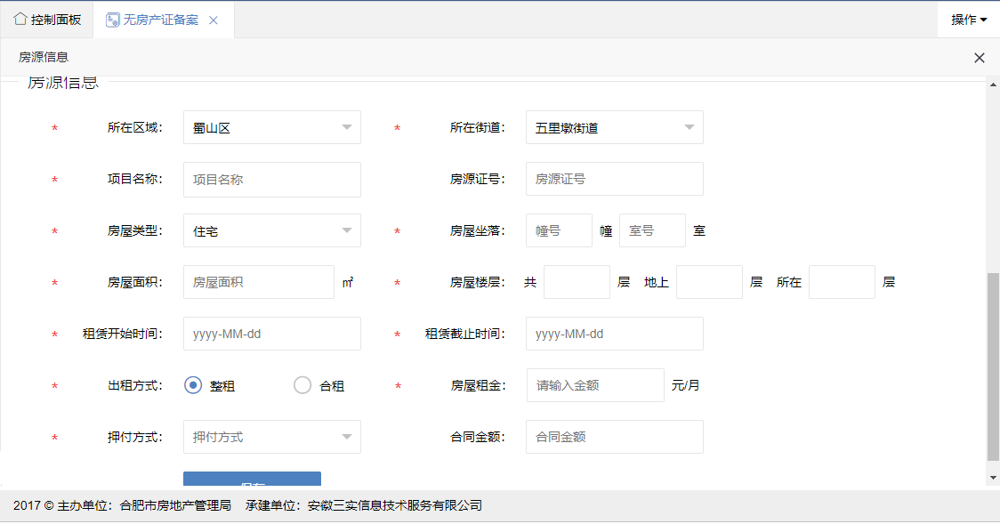 控制面板 无房产证备案 操作
房源信息
房源信息
* 所在区域： 蜀山区 * 所在街道： 五里墩街道
* 项目名称： 项目名称 房源证号： 房源证号
* 房屋类型： 住宅 * 房屋坐落： 幢号 幢 室号 室
* 房屋面积： 房屋面积 ㎡ * 房屋楼层： 共 层 地上 层 所在 层
* 租赁开始时间： yyyy-MM-dd * 租赁截止时间： yyyy-MM-dd
* 出租方式： 整租 合租 * 房屋租金： 请输入金额 元/月
* 押付方式： 押付方式 合同金额： 合同金额
2017 © 主办单位：合肥市房地产管理局 承建单位：安徽三实信息技术服务有限公司